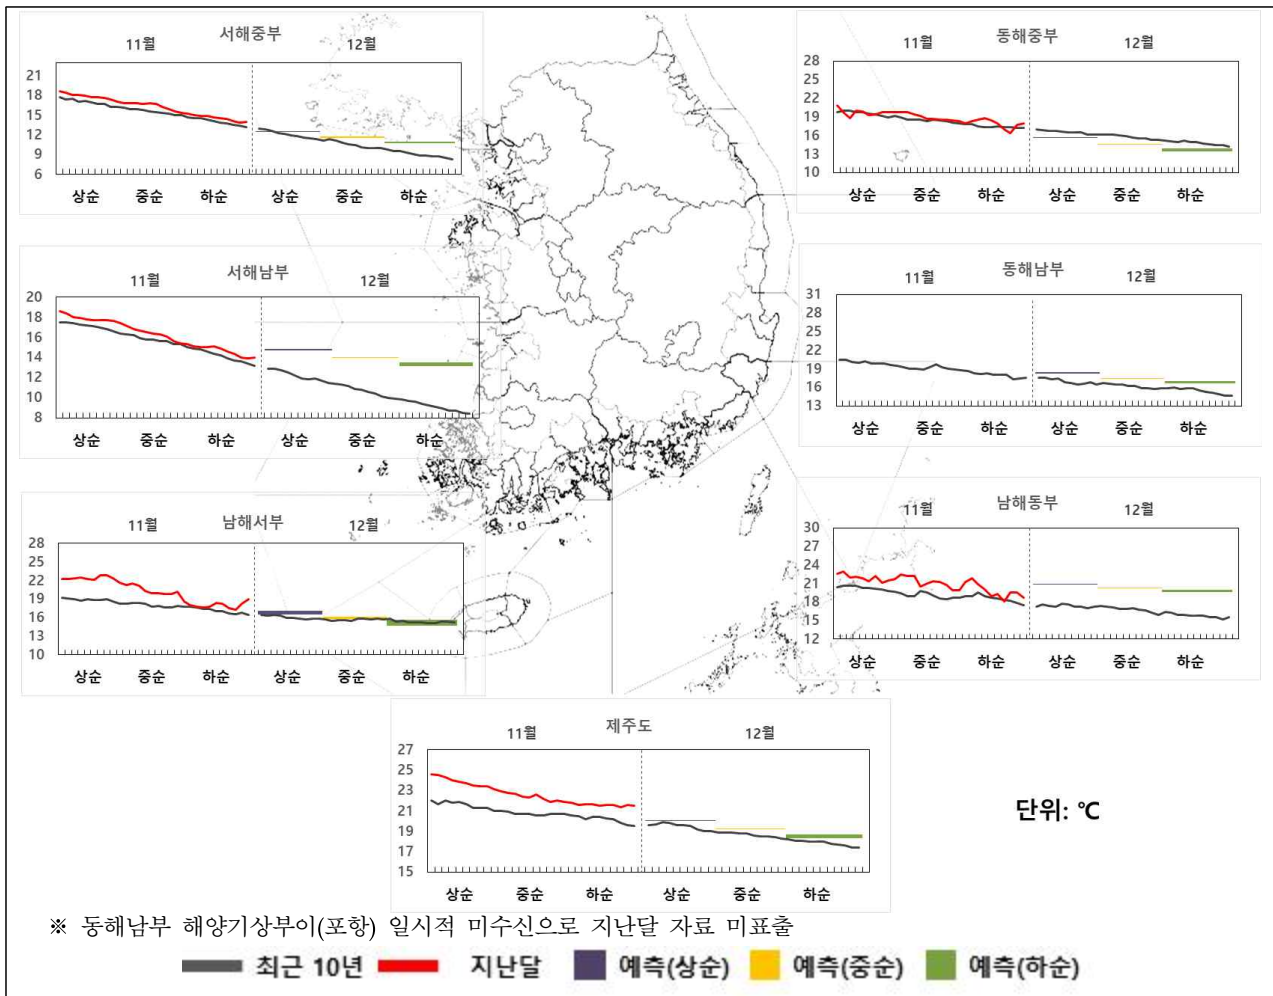 서해중부
11월
12월
21
18
15
12
9
6
상순
중순
하순
상순
중순
하순
동해중부
11월
12월
28
25
22
19
16
13
10
상순
중순
하순
상순
중순
하순
서해남부
11월
12월
20
18
16
14
12
10
8
상순
중순
하순
상순
중순
하순
동해남부
11월
12월
31
28
25
22
19
16
13
상순
중순
하순
상순
중순
하순
남해서부
11월
12월
28
25
22
19
16
13
10
상순
중순
하순
상순
중순
하순
남해동부
11월
12월
30
27
24
21
18
15
12
상순
중순
하순
상순
중순
하순
제주도
11월
12월
27
25
23
21
19
17
15
상순
중순
하순
상순
중순
하순
단위: ℃
※ 동해남부 해양기상부이(포항) 일시적 미수신으로 지난달 자료 미표출
최근 10년 지난달 예측(상순) 예측(중순) 예측(하순)